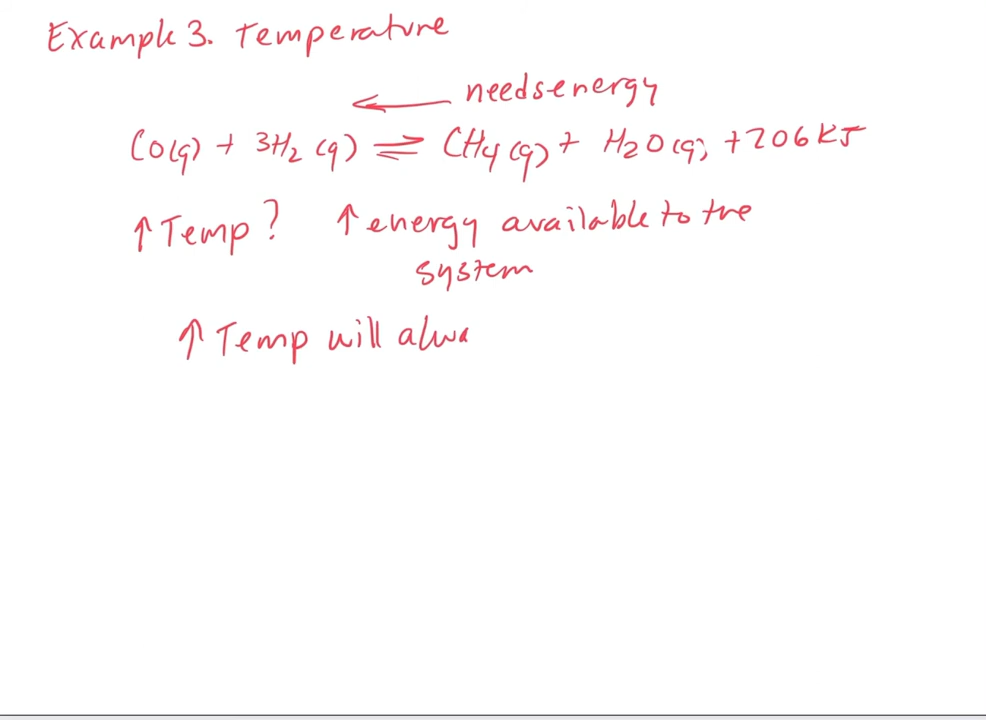 Example 3. Temperature
← needs energy
CO(g) + 3H₂ (g) ⇌ CH₄ (g) + H₂O (g) + 206 kJ
↑ Temp? ↑ energy available to the
system
↑ Temp will alwa